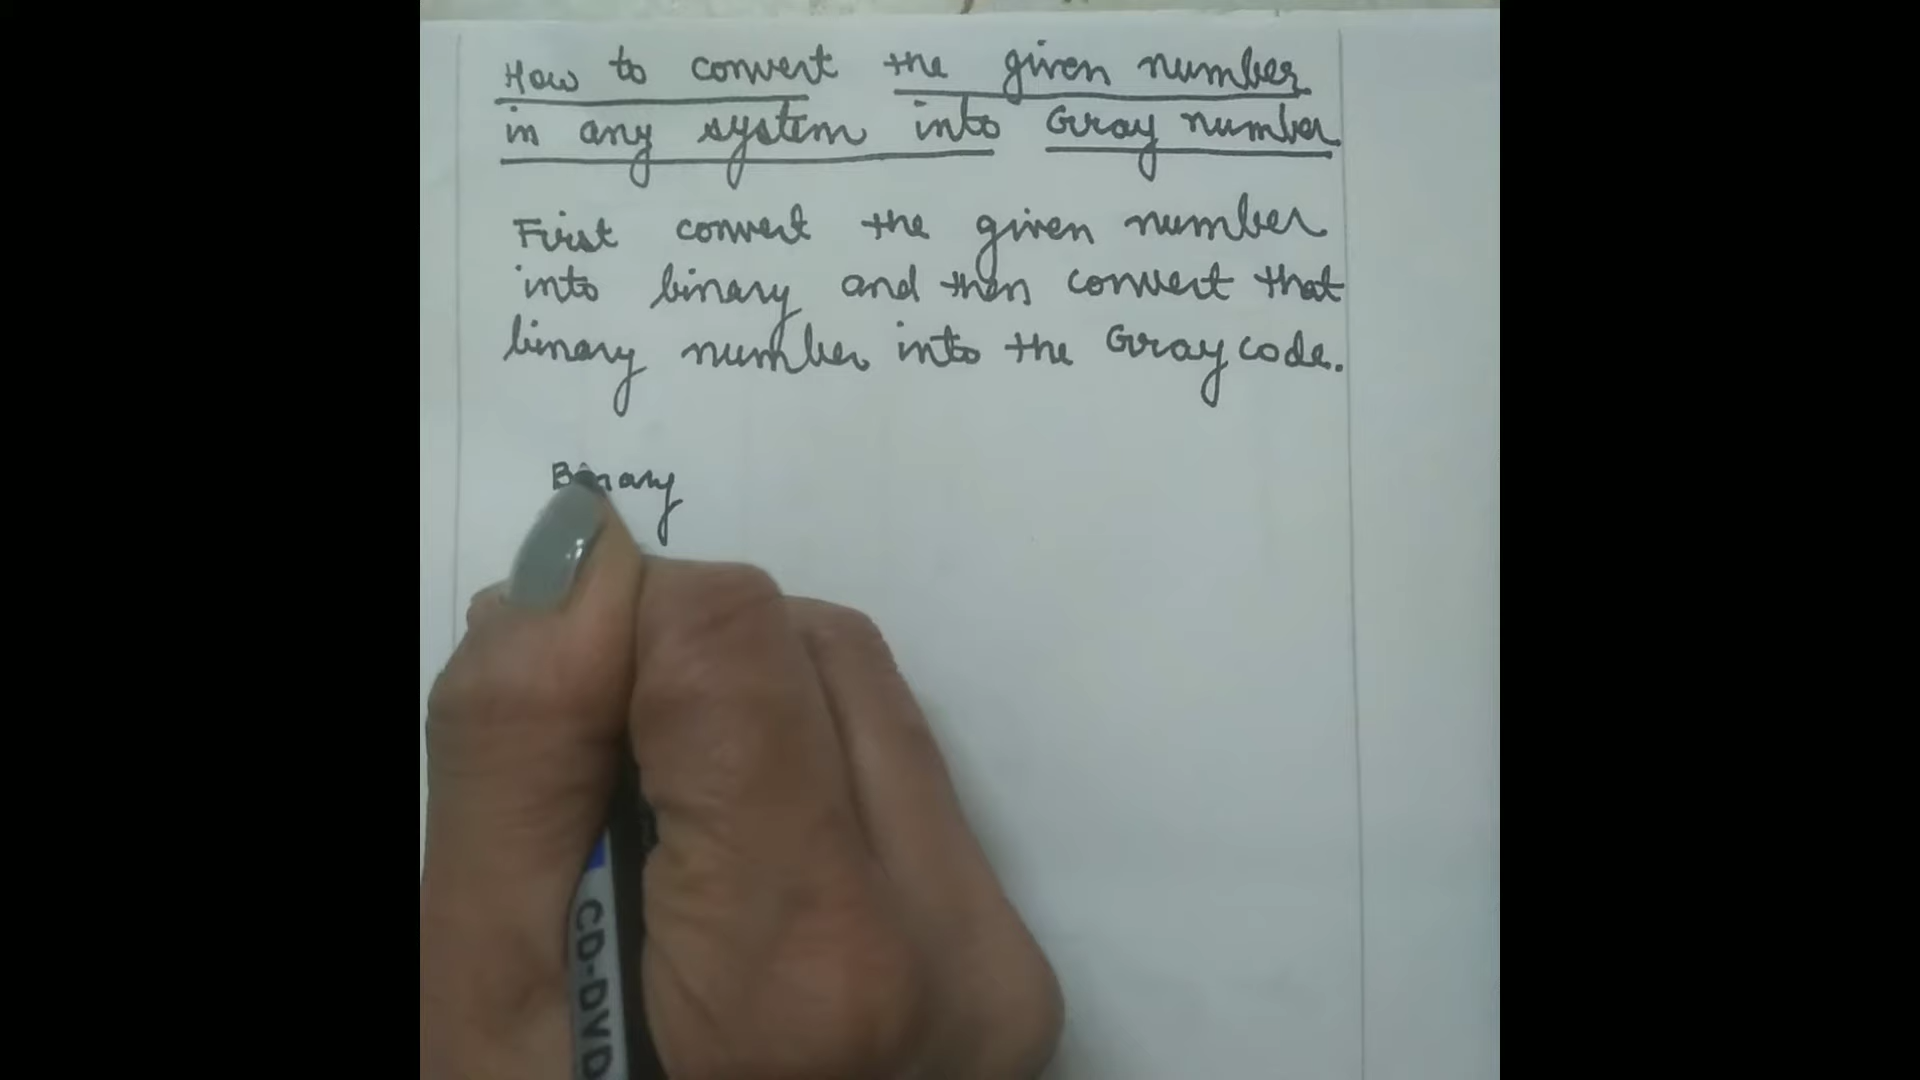 How to convert the given number
in any system into Gray number
First convert the given number
into binary and then convert that
binary number into the Gray code.
Binary
CD-DVD